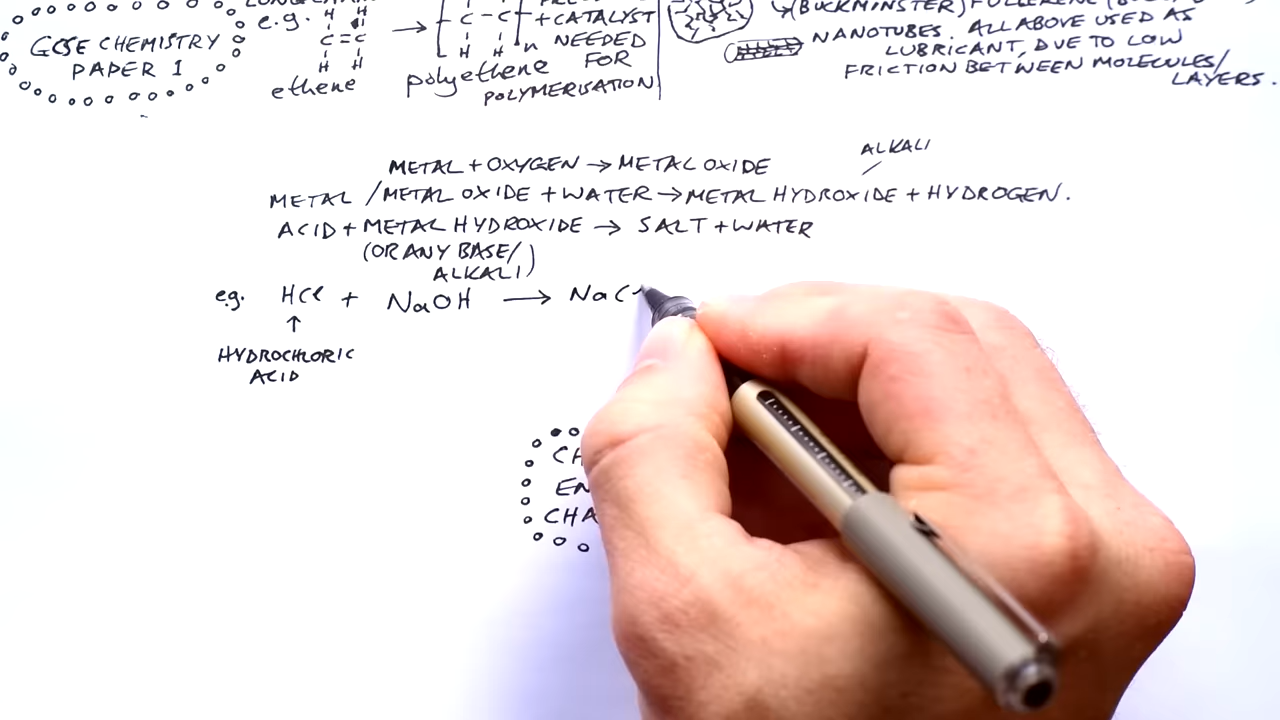 GCSE CHEMISTRY
PAPER 1
e.g.
H H
C=C
H H
ethene
C-C
H H
n
polyethene
+CATALYST
NEEDED
FOR
POLYMERISATION
(BUCKMINSTER)
NANOTUBES. ALL ABOVE USED AS
LUBRICANT, DUE TO LOW
FRICTION BETWEEN MOLECULES/
LAYERS.
METAL + OXYGEN → METAL OXIDE
ALKALI
METAL /METAL OXIDE + WATER → METAL HYDROXIDE + HYDROGEN.
ACID + METAL HYDROXIDE → SALT + WATER
(OR ANY BASE/
ALKALI)
e.g. HCl + NaOH → NaC
↑
HYDROCHLORIC
ACID